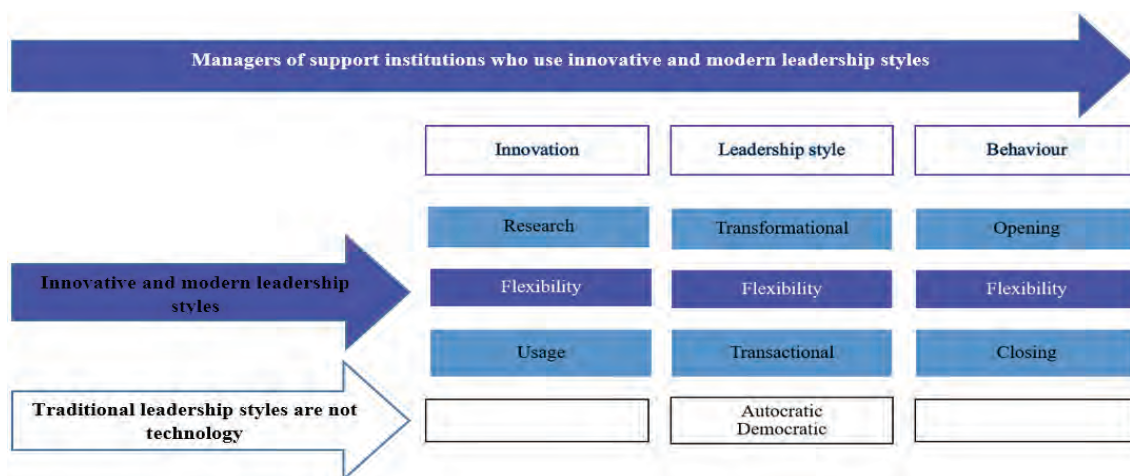 Managers of support institutions who use innovative and modern leadership styles
Innovation
Leadership style
Behaviour
Research
Transformational
Opening
Innovative and modern leadership
styles
Flexibility
Flexibility
Flexibility
Usage
Transactional
Closing
Traditional leadership styles are not
technology
Autocratic
Democratic